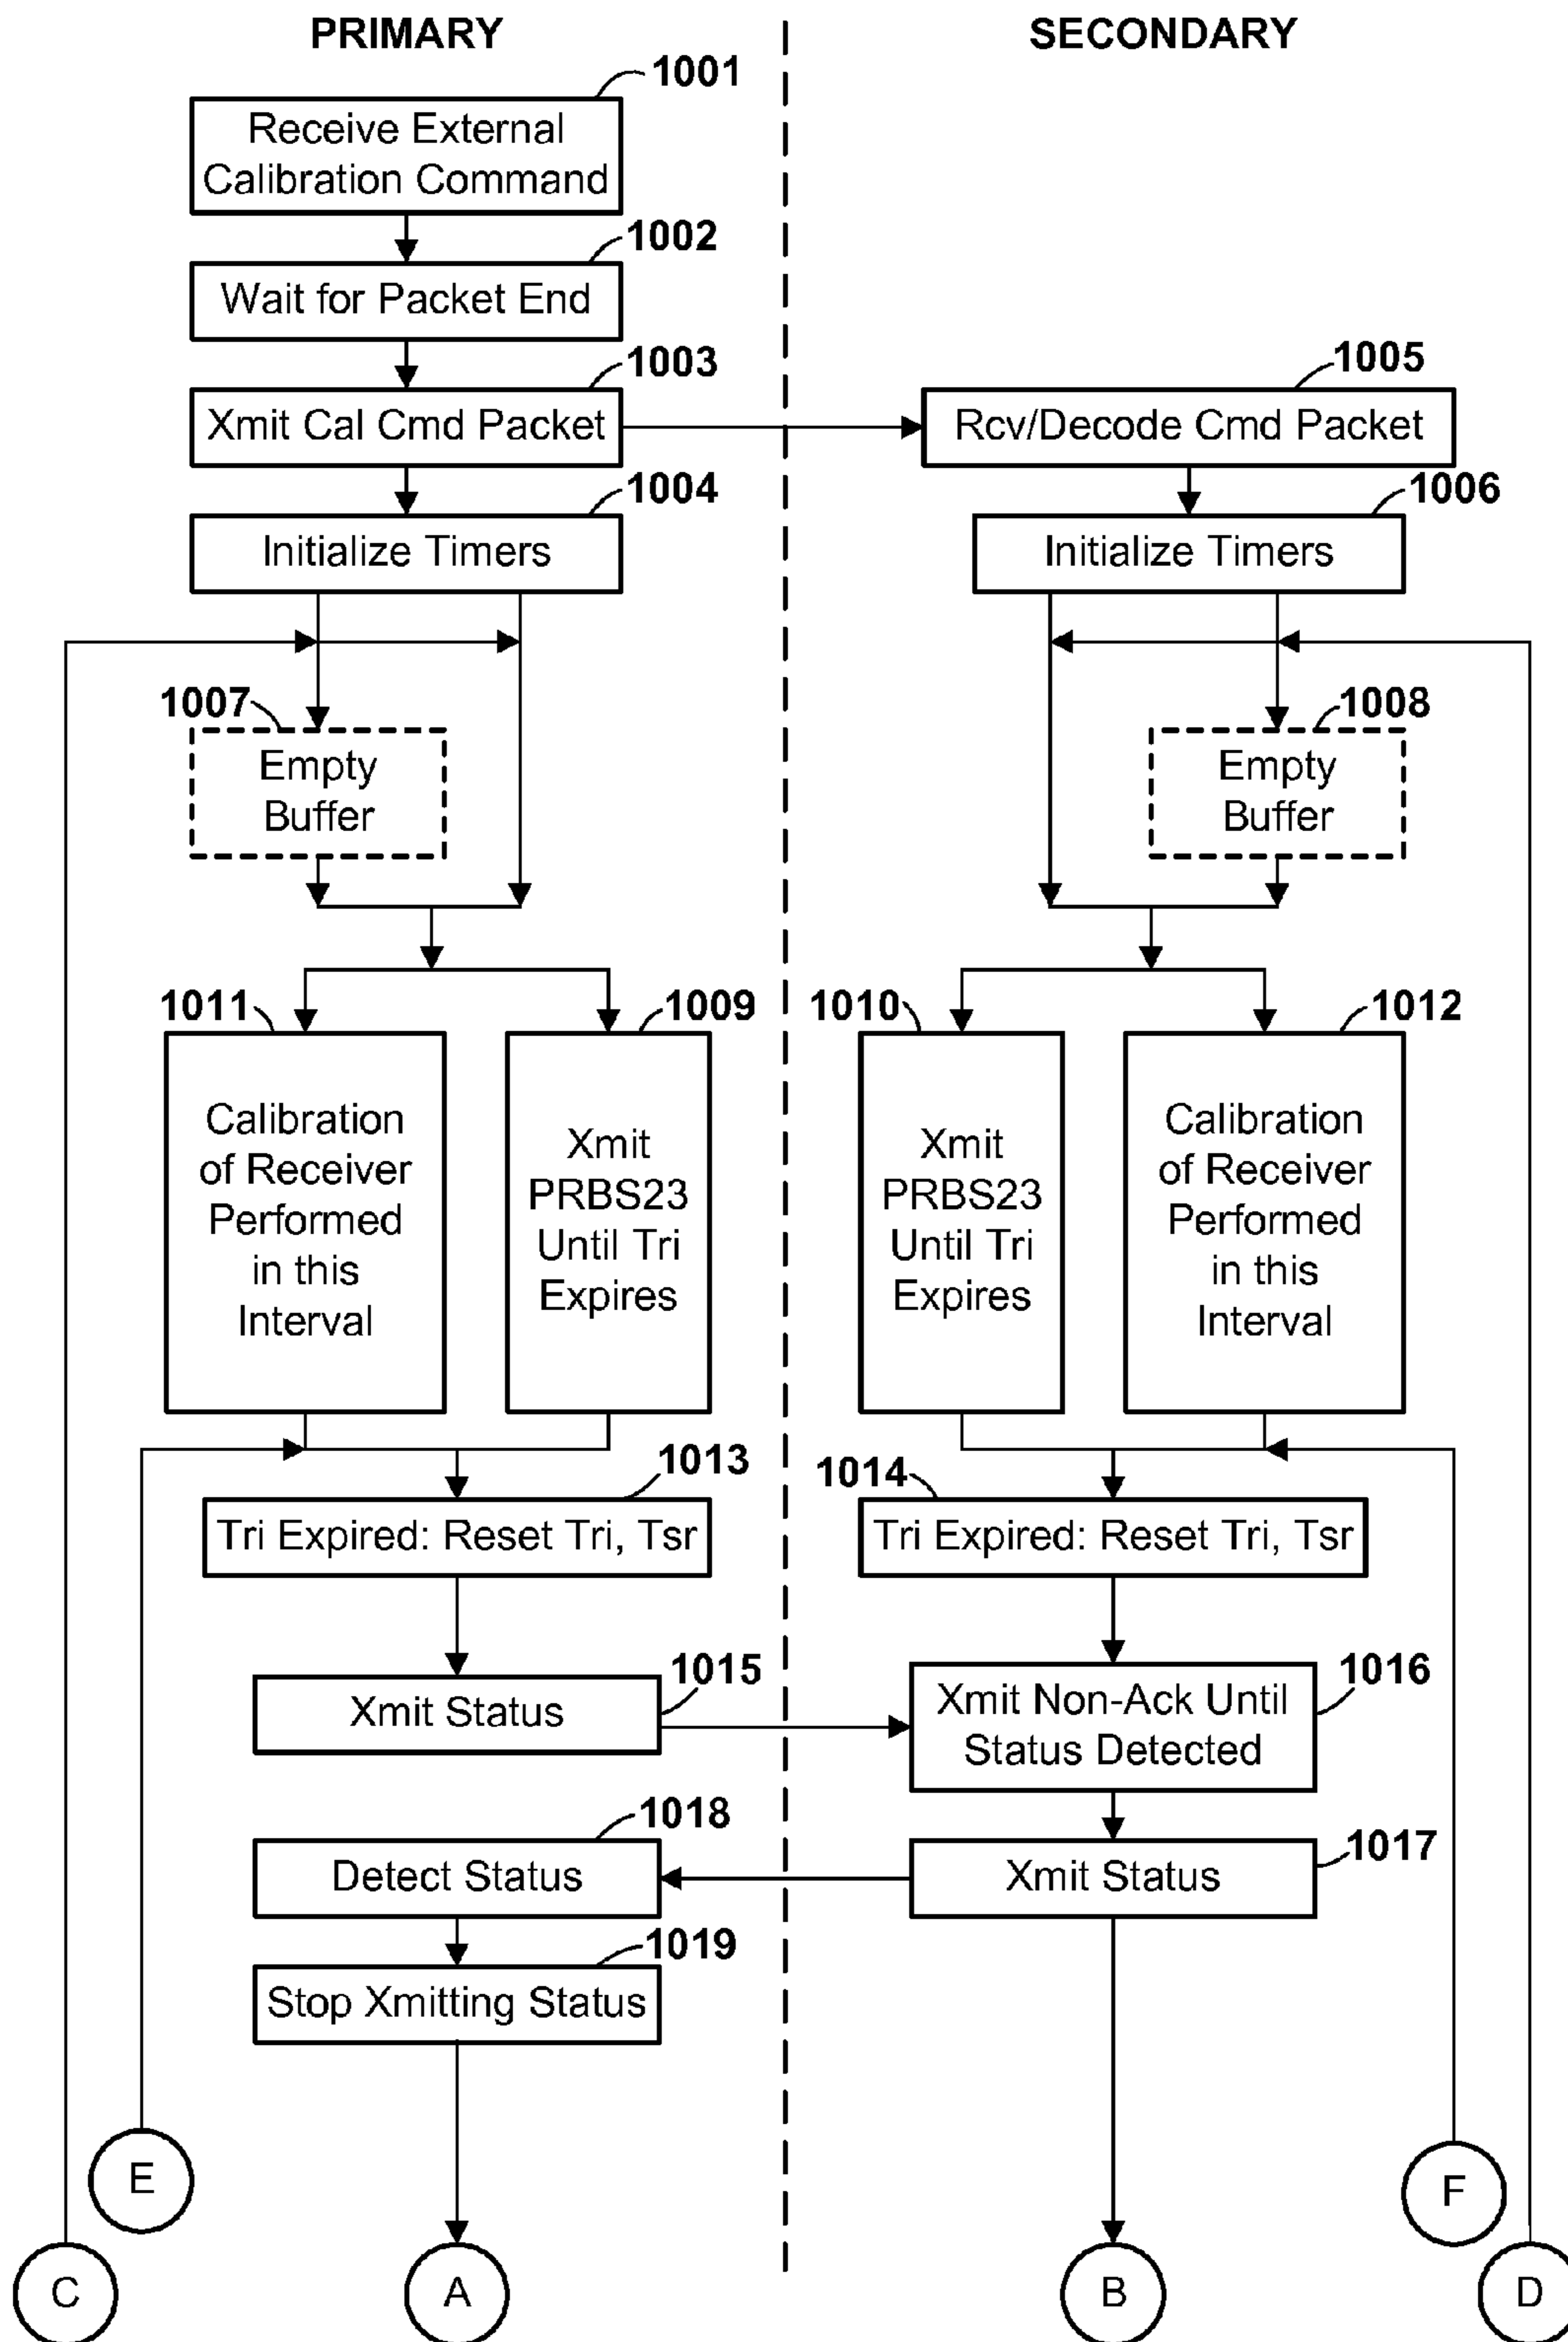 PRIMARY
SECONDARY
1001
Receive External
Calibration Command
1002
Wait for Packet End
1003
Xmit Cal Cmd Packet
1005
Rcv/Decode Cmd Packet
1004
Initialize Timers
1006
Initialize Timers
1007
Empty
Buffer
1008
Empty
Buffer
1011
Calibration
of Receiver
Performed
in this
Interval
1009
Xmit
PRBS23
Until Tri
Expires
1010
Xmit
PRBS23
Until Tri
Expires
1012
Calibration
of Receiver
Performed
in this
Interval
1013
Tri Expired: Reset Tri, Tsr
1014
Tri Expired: Reset Tri, Tsr
1015
Xmit Status
1016
Xmit Non-Ack Until
Status Detected
1018
Detect Status
1017
Xmit Status
1019
Stop Xmitting Status
E
F
C
A
B
D